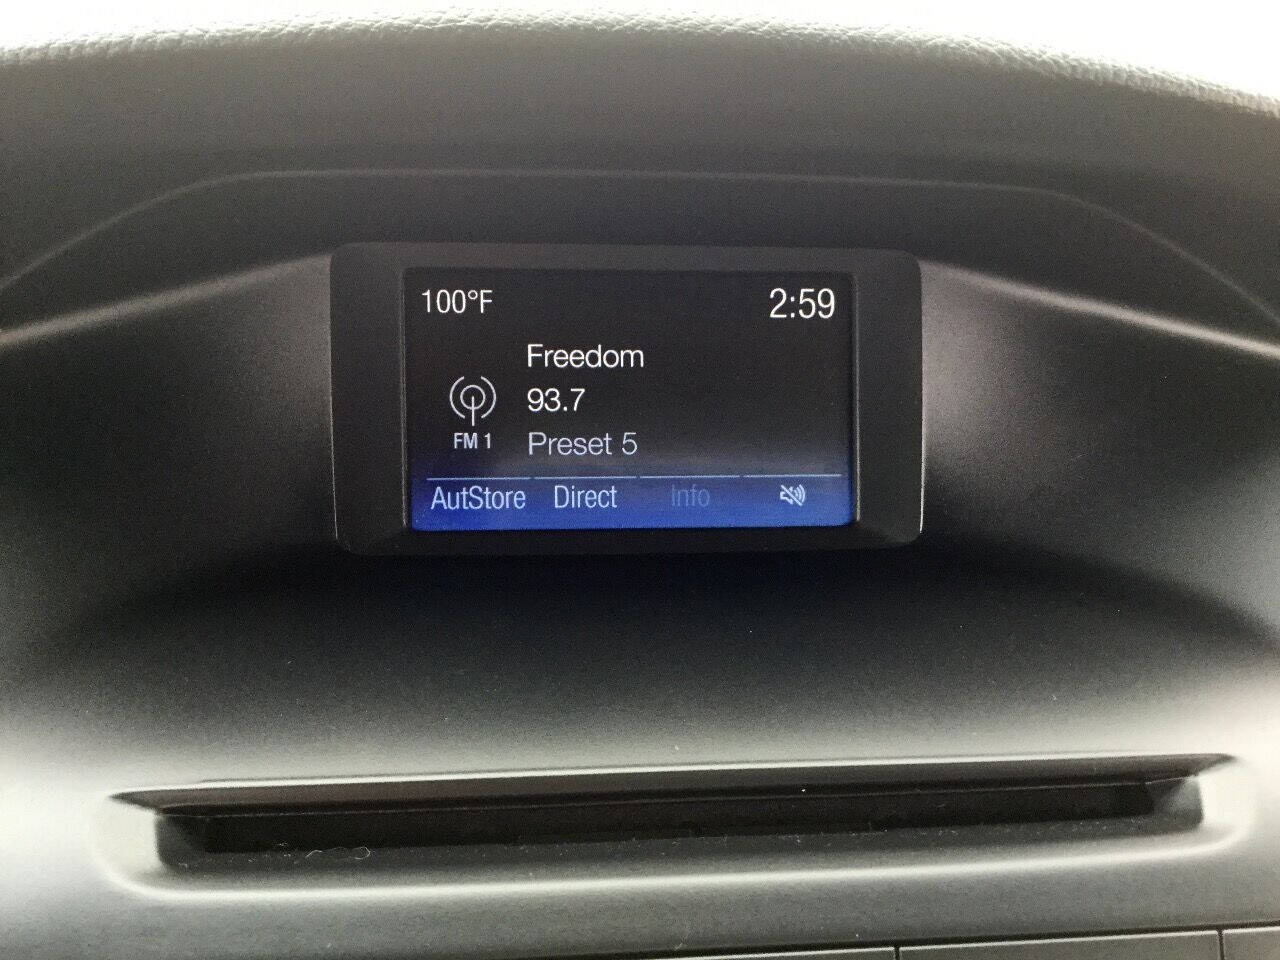 100°F 2:59
Freedom
93.7
FM 1 Preset 5
AutStore Direct Info